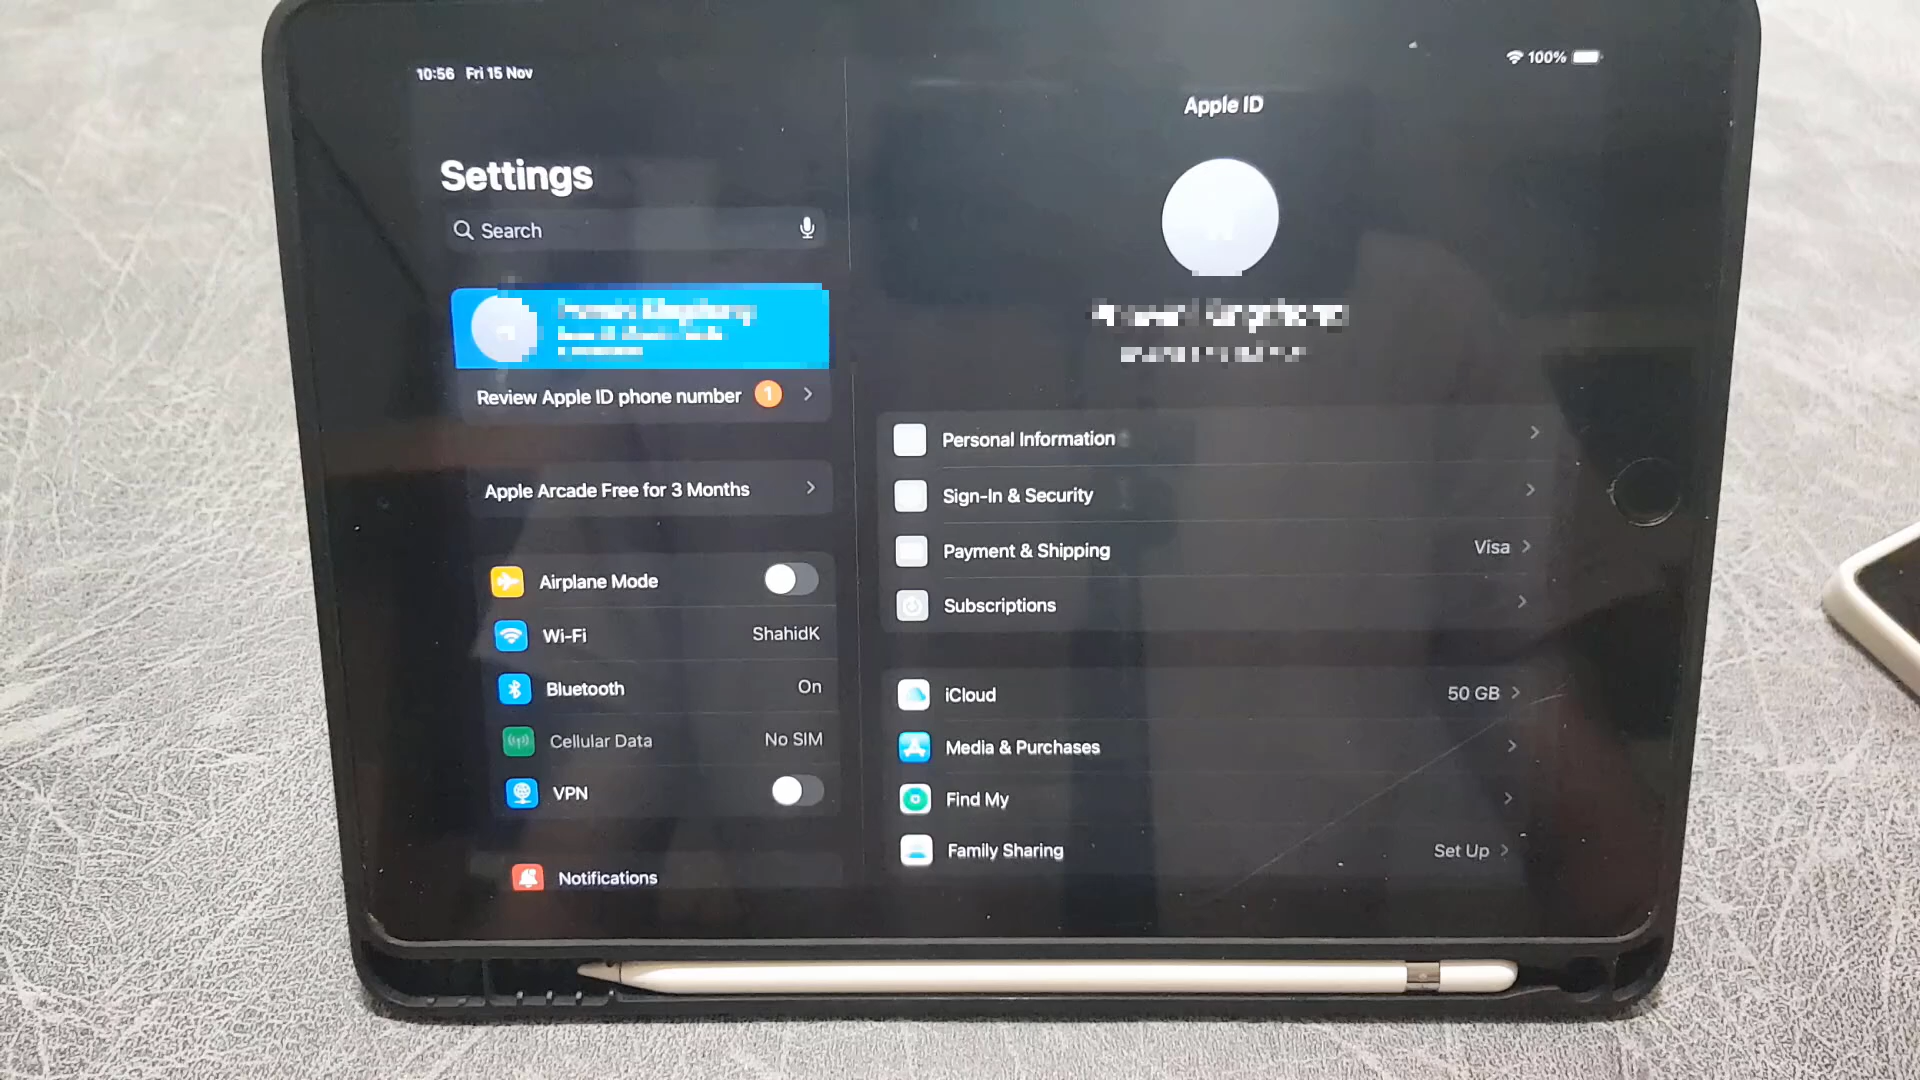 10:56 Fri 15 Nov
100%
Settings
Search
Review Apple ID phone number 1
Apple Arcade Free for 3 Months
Airplane Mode
Wi-Fi ShahidK
Bluetooth On
Cellular Data No SIM
VPN
Notifications
Apple ID
Personal Information
Sign-In & Security
Payment & Shipping Visa
Subscriptions
iCloud 50 GB
Media & Purchases
Find My
Family Sharing Set Up